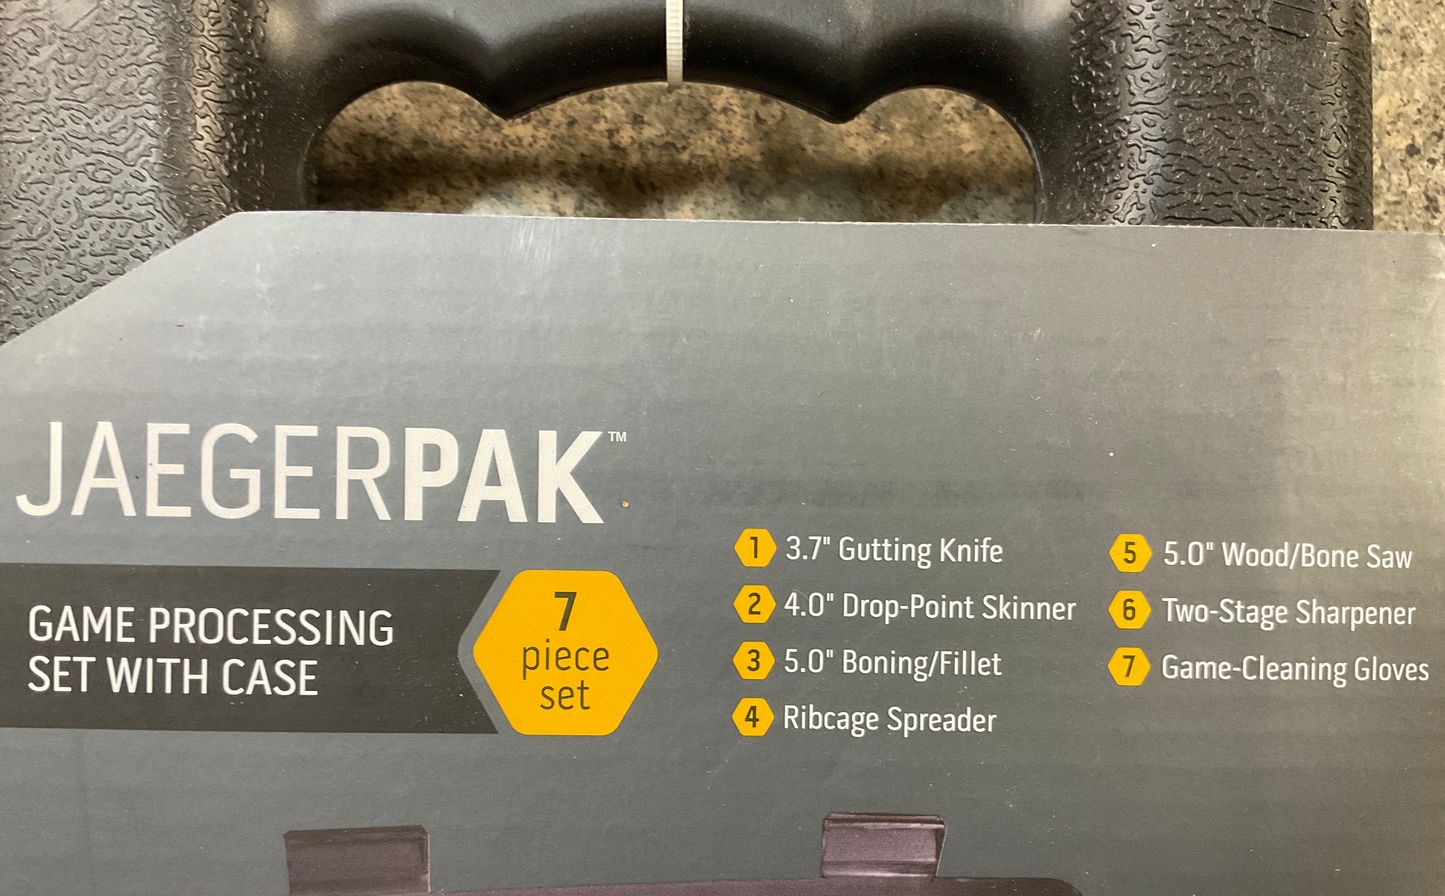 JAEGERPAK™
GAME PROCESSING
SET WITH CASE
7
piece
set
1 3.7" Gutting Knife
2 4.0" Drop-Point Skinner
3 5.0" Boning/Fillet
4 Ribcage Spreader
5 5.0" Wood/Bone Saw
6 Two-Stage Sharpener
7 Game-Cleaning Gloves